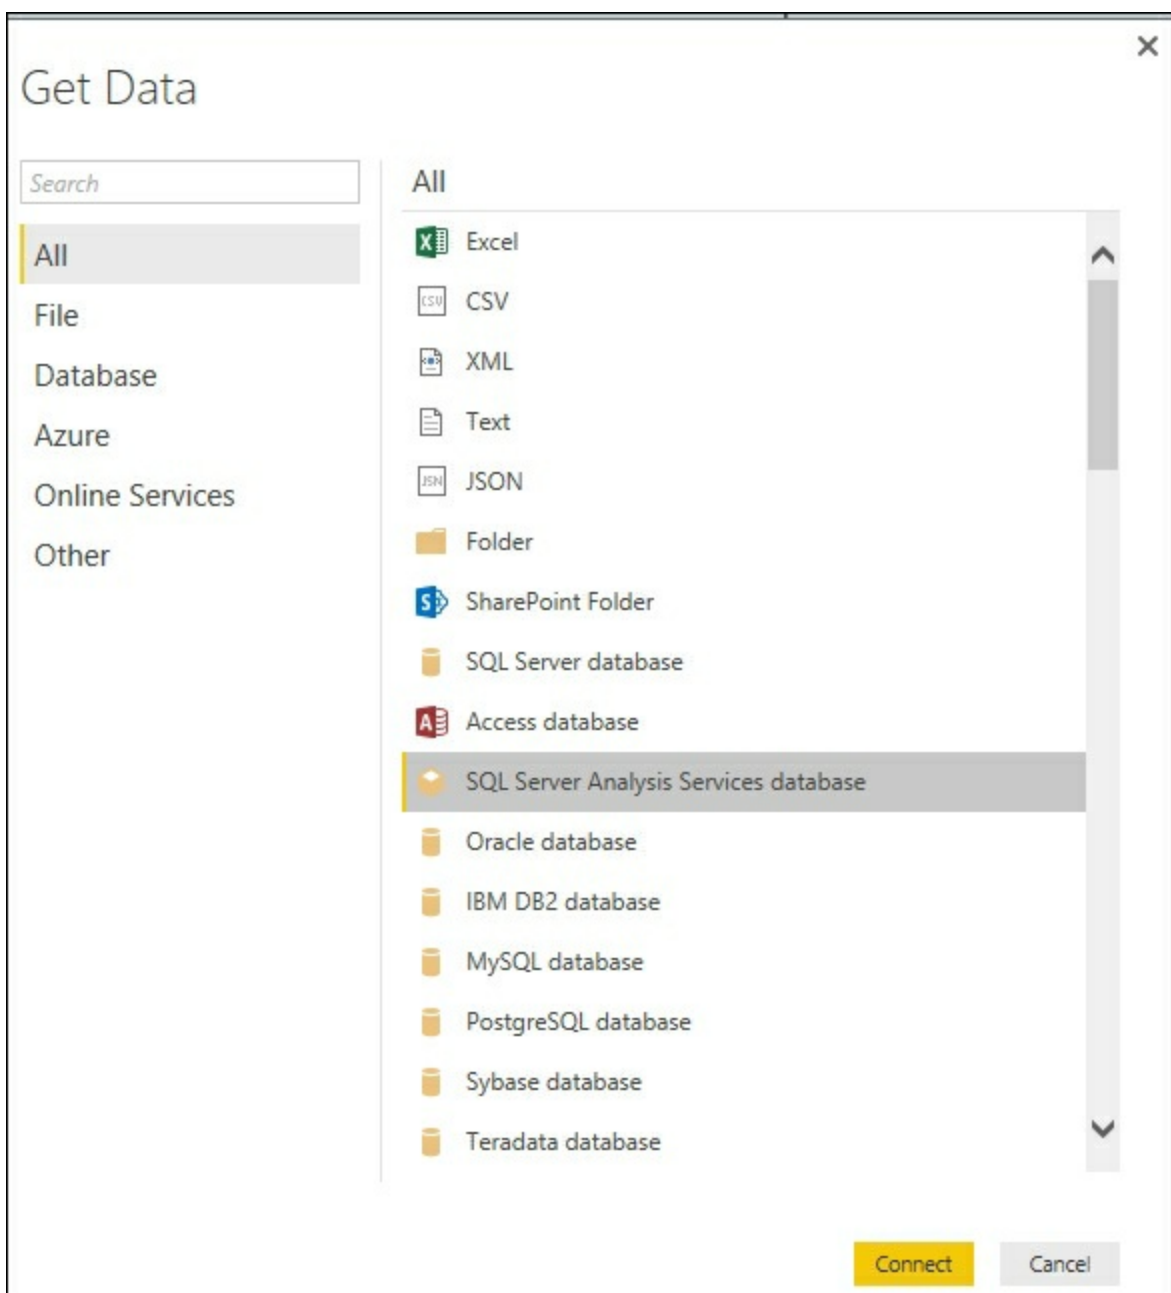 Get Data
Search
All
File
Database
Azure
Online Services
Other
All
Excel
CSV
CSV
XML
Text
JSN
JSON
Folder
SharePoint Folder
SQL Server database
Access database
SQL Server Analysis Services database
Oracle database
IBM DB2 database
MySQL database
PostgreSQL database
Sybase database
Teradata database
Connect
Cancel